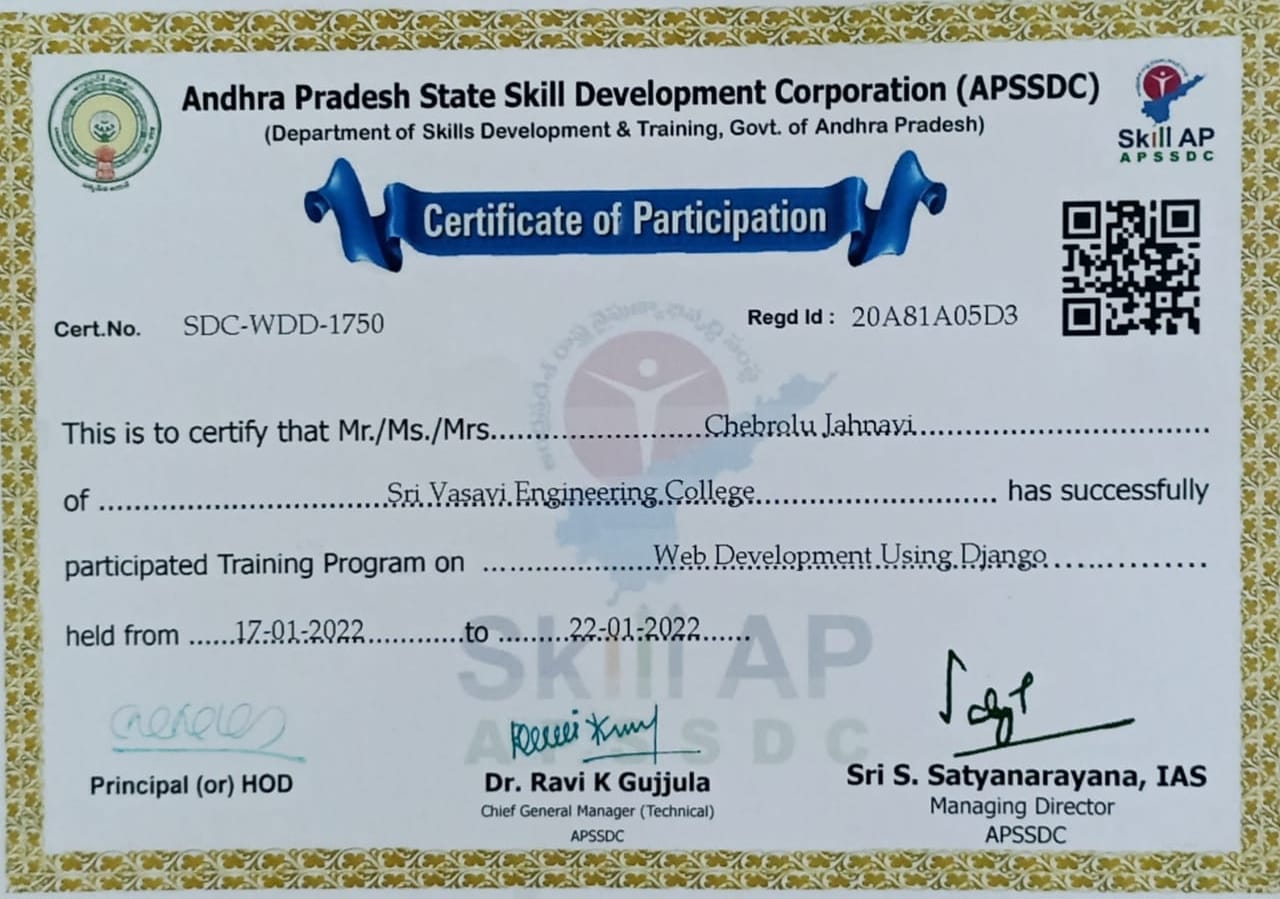 Andhra Pradesh State Skill Development Corporation (APSSDC)
(Department of Skills Development & Training, Govt. of Andhra Pradesh)
Skill AP
APSSDC
Certificate of Participation
Cert.No. SDC-WDD-1750
Regd Id : 20A81A05D3
This is to certify that Mr./Ms./Mrs. Chebrolu Jahnavi
of Sri Vasavi Engineering College has successfully
participated Training Program on Web Development Using Django
held from 17-01-2022 to 22-01-2022
Skill AP
APSSDC
Principal (or) HOD
Dr. Ravi K Gujjula
Chief General Manager (Technical)
APSSDC
Sri S. Satyanarayana, IAS
Managing Director
APSSDC